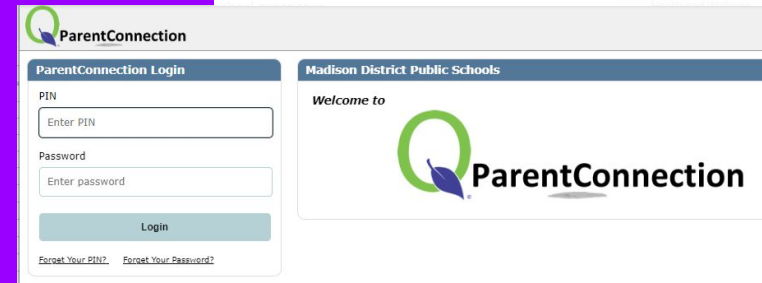 ParentConnection
ParentConnection Login
PIN
Enter PIN
Password
Enter password
Login
Forget Your PIN? Forget Your Password?
Madison District Public Schools
Welcome to
Q ParentConnection